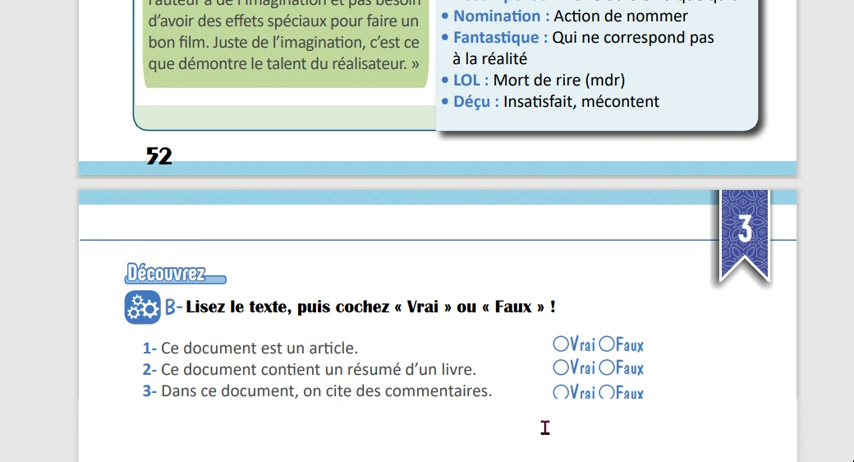 d'avoir des effets spéciaux pour faire un
bon film. Juste de l'imagination, c'est ce
que démontre le talent du réalisateur. »
• Nomination : Action de nommer
• Fantastique : Qui ne correspond pas
à la réalité
• LOL : Mort de rire (mdr)
• Déçu : Insatisfait, mécontent
52
3
Découvrez
B- Lisez le texte, puis cochez « Vrai » ou « Faux » !
1- Ce document est un article. Vrai Faux
2- Ce document contient un résumé d'un livre. Vrai Faux
3- Dans ce document, on cite des commentaires. Vrai Faux